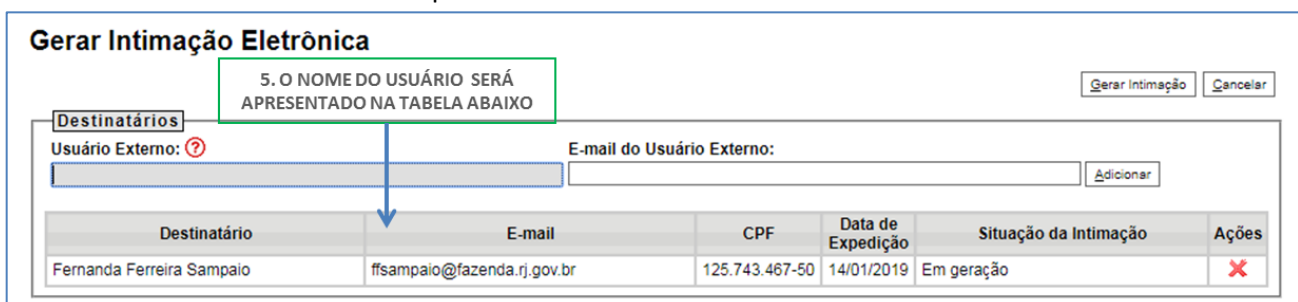 Gerar Intimação Eletrônica
5. O NOME DO USUÁRIO SERÁ
APRESENTADO NA TABELA ABAIXO
Gerar Intimação Cancelar
Destinatários
Usuário Externo: ? E-mail do Usuário Externo:
Adicionar
Destinatário E-mail CPF Data de Expedição Situação da Intimação Ações
Fernanda Ferreira Sampaio ffsampaio@fazenda.rj.gov.br 125.743.467-50 14/01/2019 Em geração